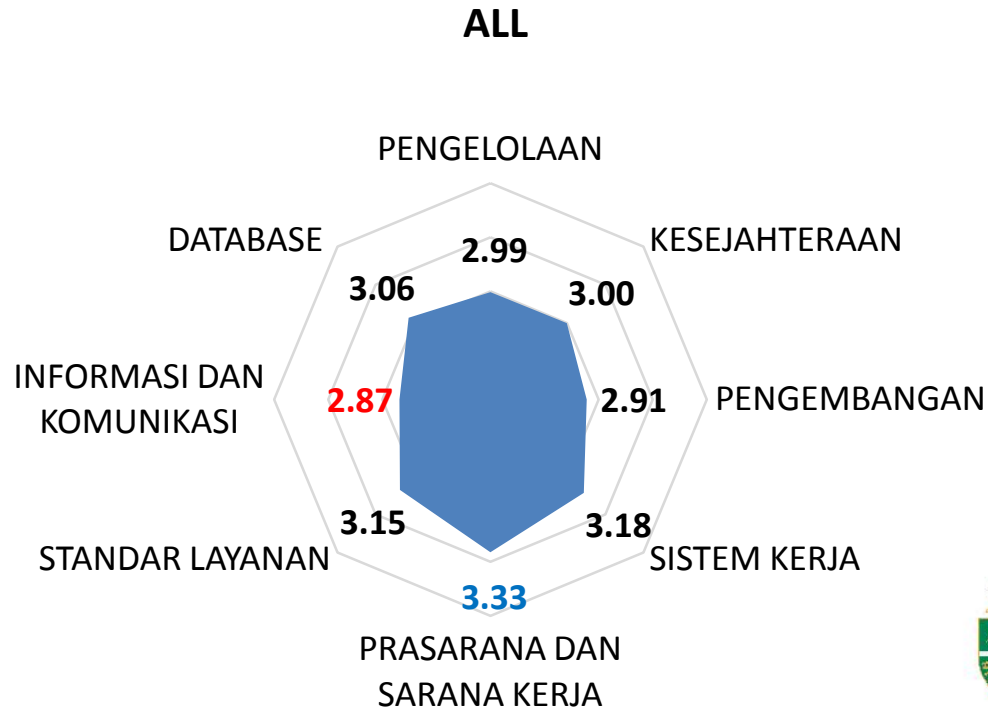 ALL
PENGELOLAAN
DATABASE
KESEJAHTERAAN
2.99
3.06
3.00
INFORMASI DAN
KOMUNIKASI
2.87
2.91
PENGEMBANGAN
3.15
3.18
STANDAR LAYANAN
SISTEM KERJA
3.33
PRASARANA DAN
SARANA KERJA